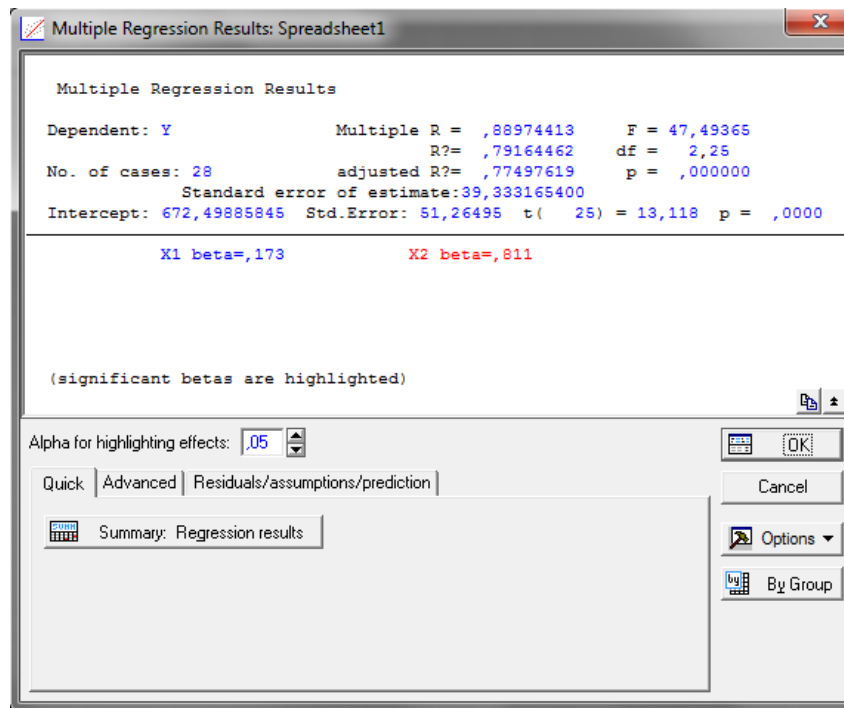 Multiple Regression Results: Spreadsheet1
X
Multiple Regression Results
Dependent: Y Multiple R = ,88974413 F = 47,49365
R?= ,79164462 df = 2,25
No. of cases: 28 adjusted R?= ,77497619 p = ,000000
Standard error of estimate:39,333165400
Intercept: 672,49885845 Std.Error: 51,26495 t( 25) = 13,118 p = ,0000
X1 beta=,173 X2 beta=,811
(significant betas are highlighted)
Alpha for highlighting effects: ,05
OK
Quick Advanced Residuals/assumptions/prediction
Cancel
SUMM Summary: Regression results
Options
by By Group